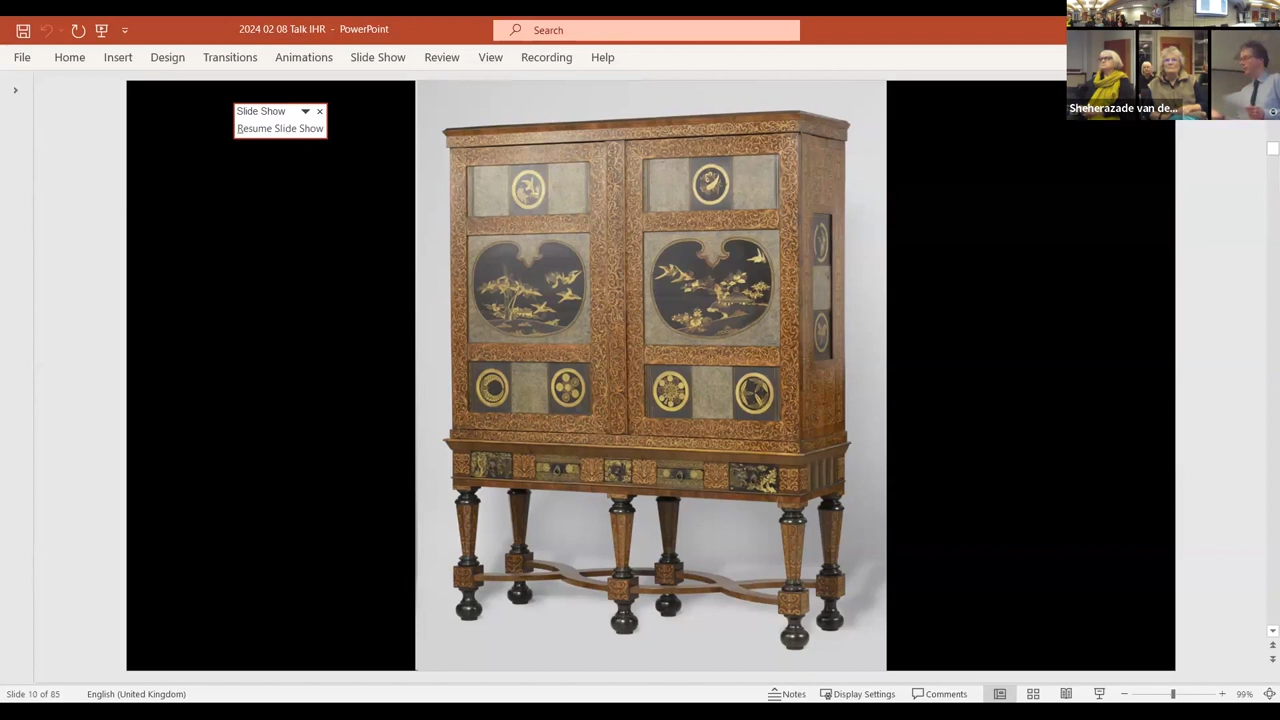 2024 02 08 Talk IHR - PowerPoint
Search
File Home Insert Design Transitions Animations Slide Show Review View Recording Help
Sheherazade van de...
Slide Show
Resume Slide Show
Slide 10 of 85 English (United Kingdom) Notes Display Settings Comments 99%